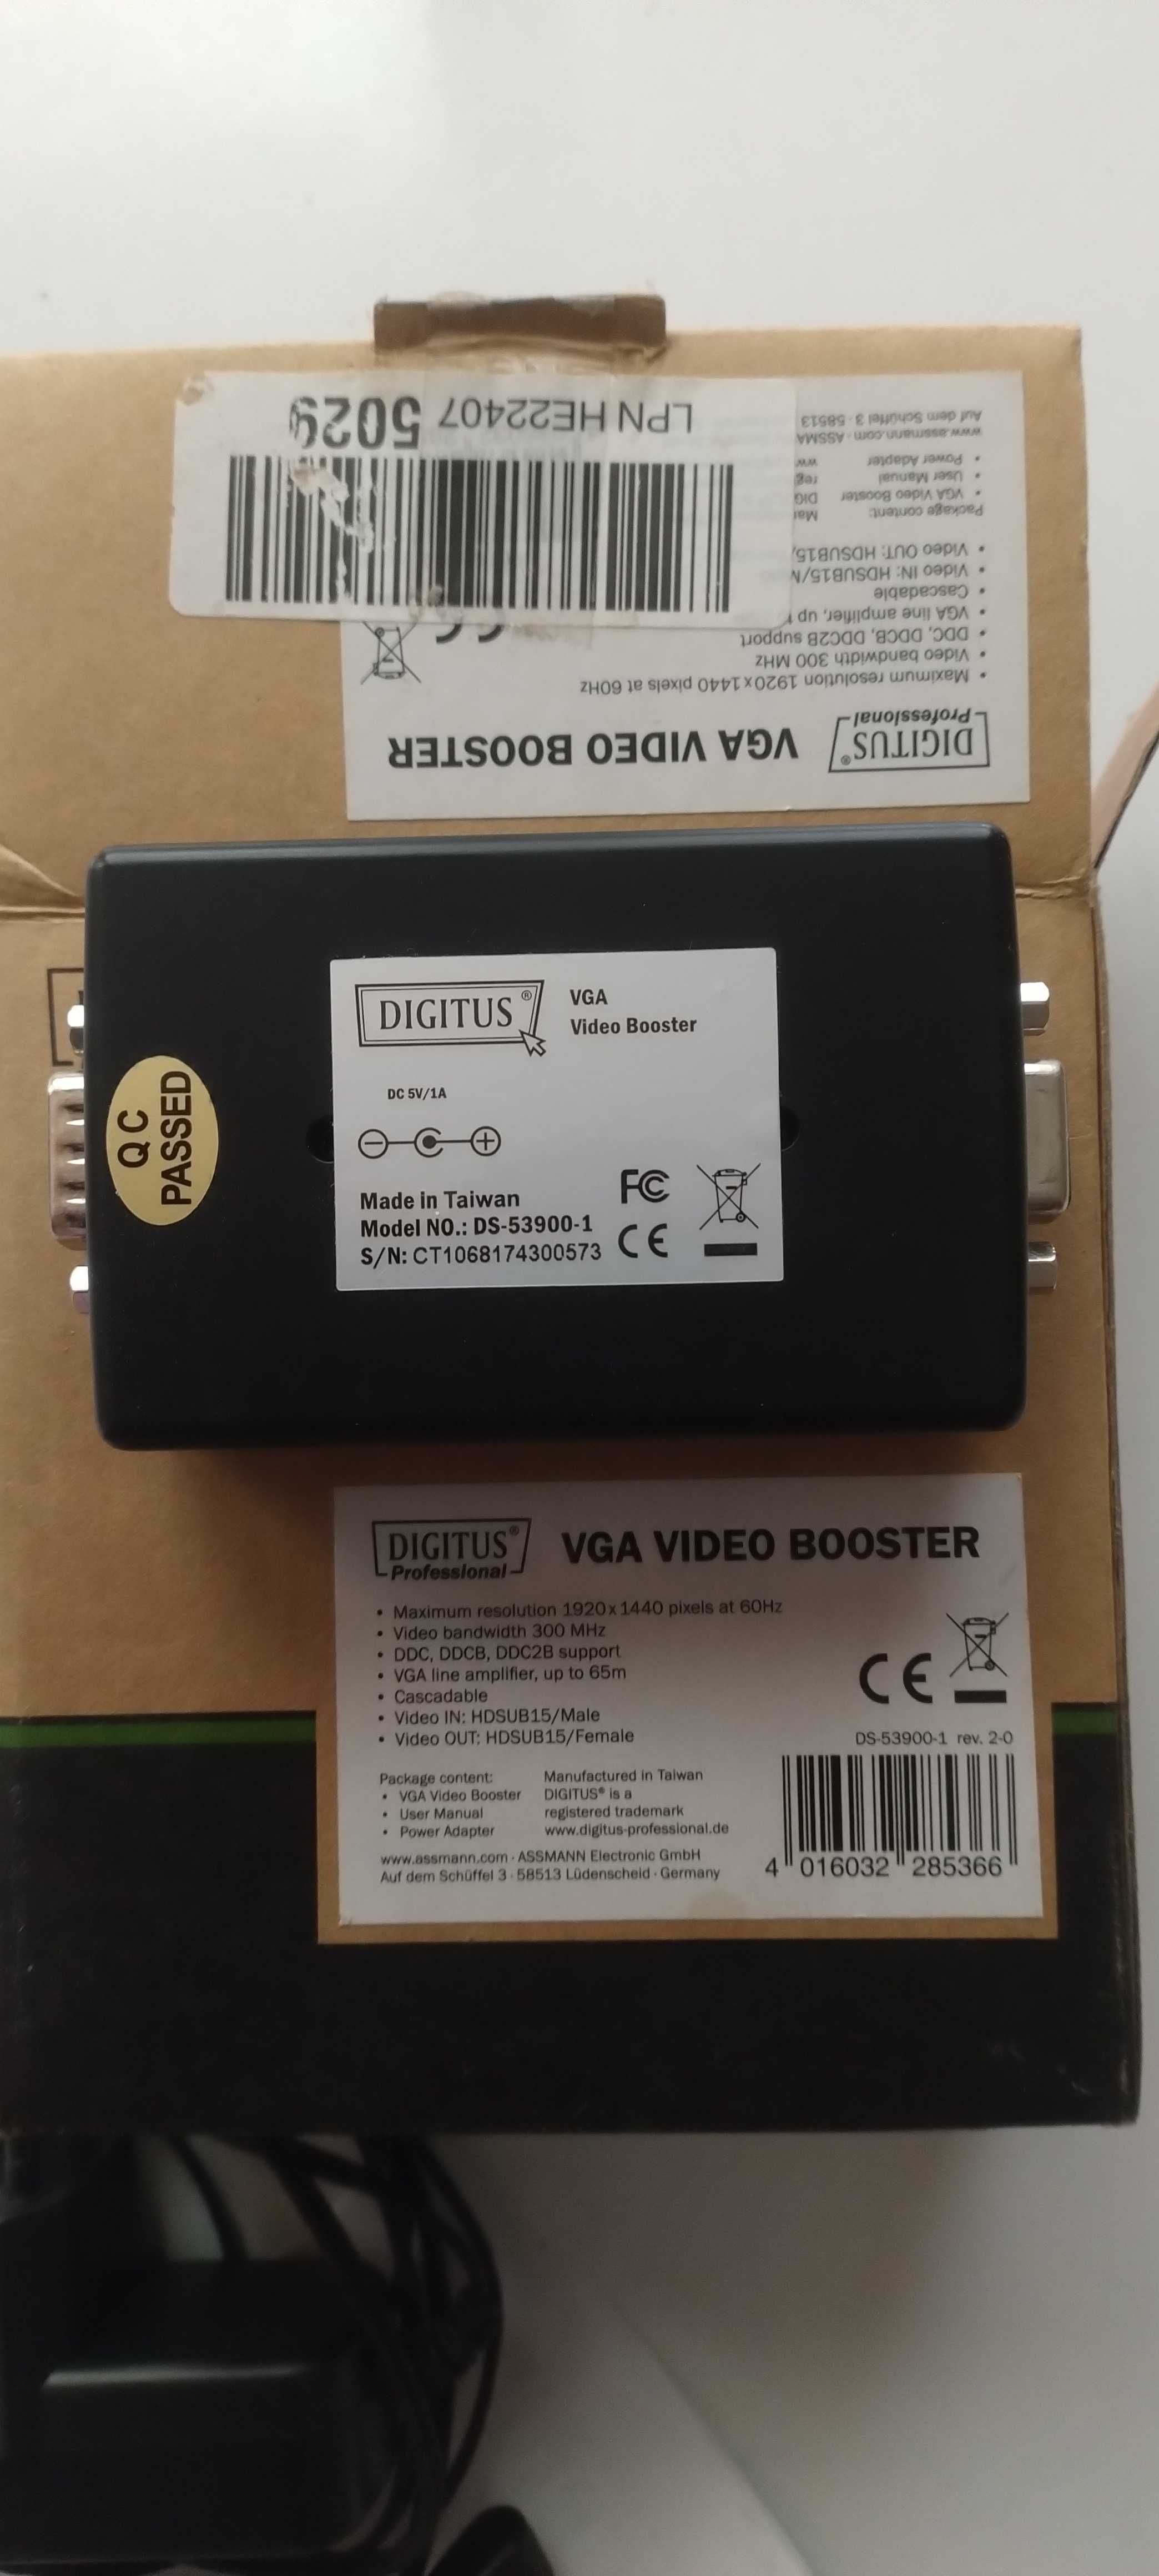 LPN HE22407 5029
DIGITUS®
Professional
VGA VIDEO BOOSTER
• Maximum resolution 1920x1440 pixels at 60Hz
• Video bandwidth 300 MHz
• DDC, DDCB, DDC2B support
• VGA line amplifier, up
• Cascadable
• Video IN: HDSUB15/M
• Video OUT: HDSUB15/
Package content:
• VGA Video Booster
• User Manual
• Power Adapter
www.assmann.com · ASSMA
Auf dem Schüffel 3 · 58513
CE
QC
PASSED
DIGITUS®
VGA
Video Booster
DC 5V/1A
FC
Made in Taiwan
Model NO.: DS-53900-1
S/N: CT1068174300573
CE
DIGITUS®
Professional
VGA VIDEO BOOSTER
• Maximum resolution 1920x1440 pixels at 60Hz
• Video bandwidth 300 MHz
• DDC, DDCB, DDC2B support
• VGA line amplifier, up to 65m
• Cascadable
• Video IN: HDSUB15/Male
• Video OUT: HDSUB15/Female
CE
DS-53900-1 rev. 2-0
Package content:
• VGA Video Booster
• User Manual
• Power Adapter
Manufactured in Taiwan
DIGITUS® is a
registered trademark
www.digitus-professional.de
www.assmann.com · ASSMANN Electronic GmbH
Auf dem Schüffel 3 · 58513 Lüdenscheid · Germany
4 016032 285366